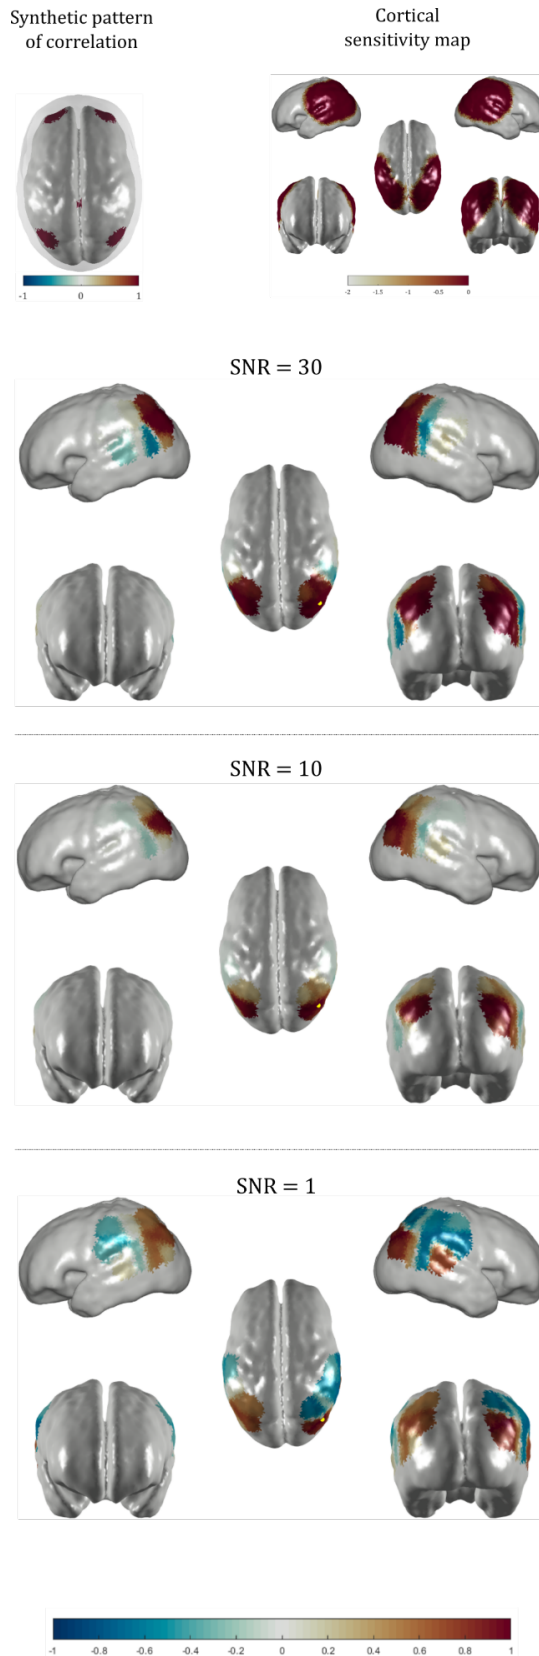 Synthetic pattern
of correlation
Cortical
sensitivity map
-1 0 1
-2 -1.5 -1 -0.5 0
SNR = 30
SNR = 10
SNR = 1
-1 -0.8 -0.6 -0.4 -0.2 0 0.2 0.4 0.6 0.8 1